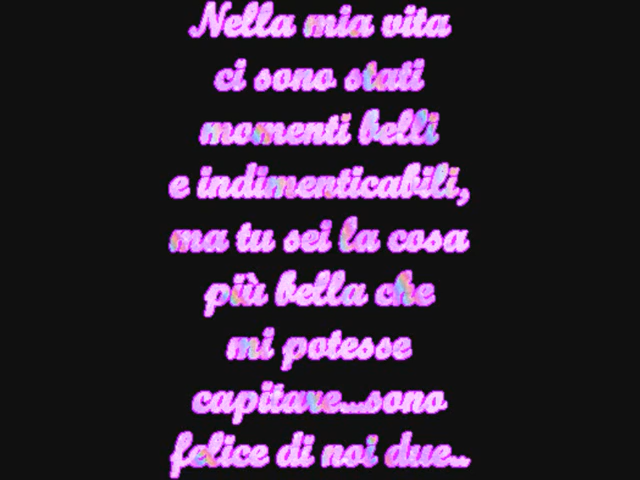 Nella mia vita
ci sono stati
momenti belli
e indimenticabili,
ma tu sei la cosa
più bella che
mi potesse
capitare...sono
felice di noi due..